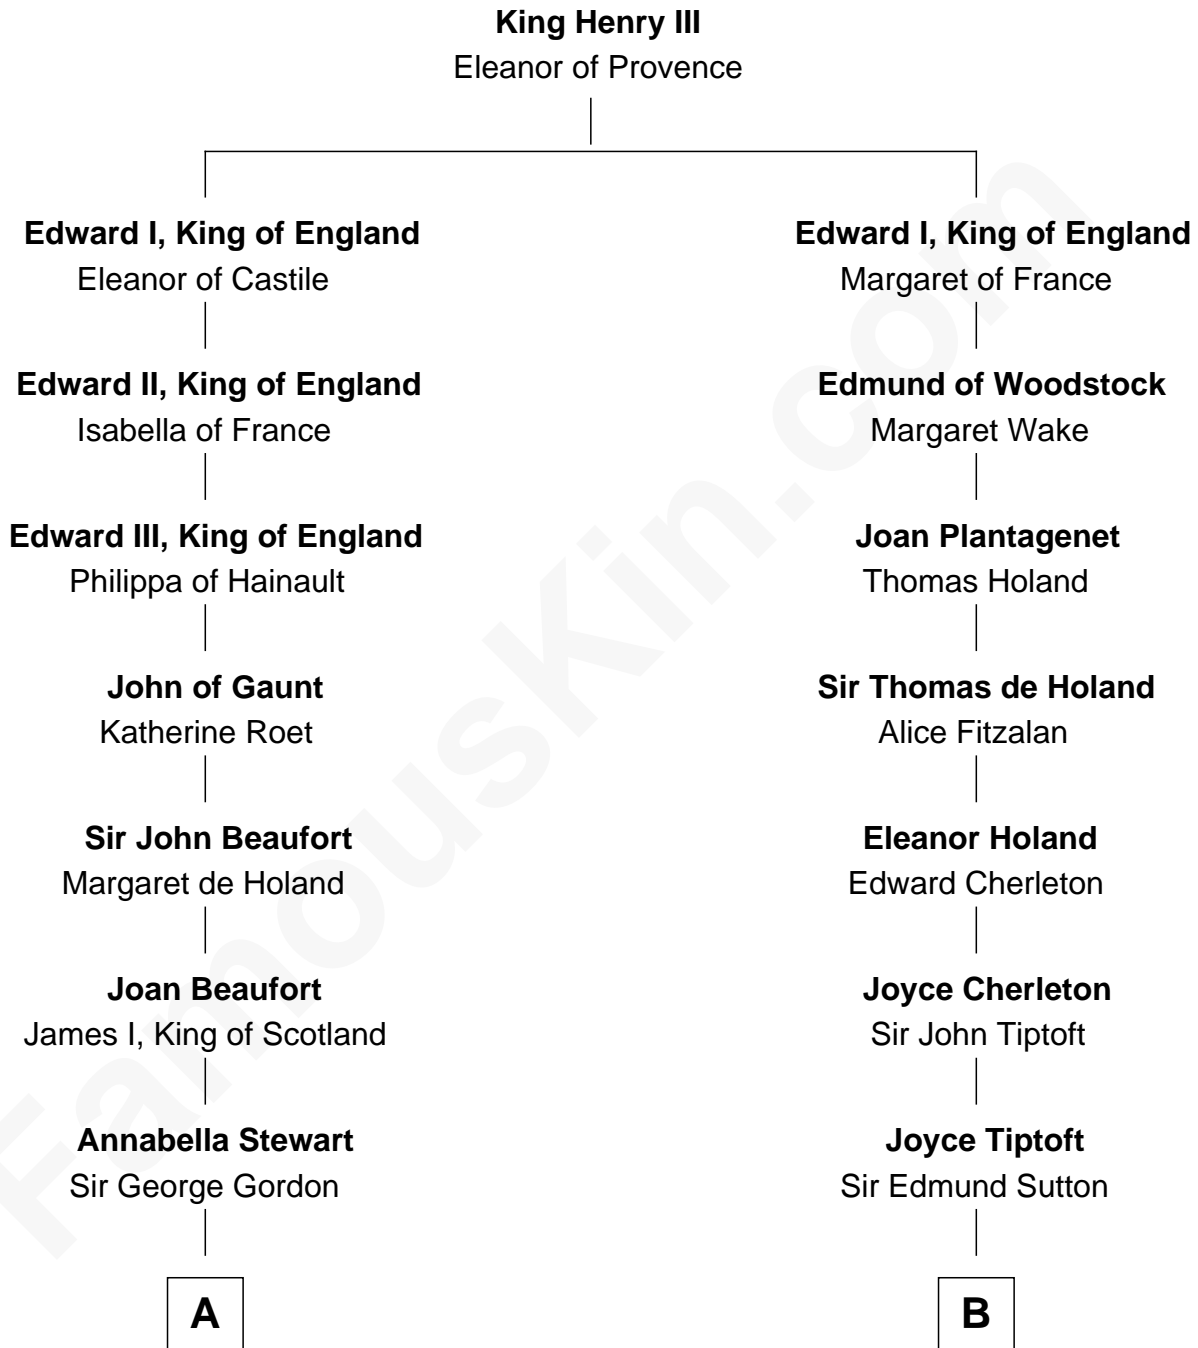 King Henry III
Eleanor of Provence
Edward I, King of England
Eleanor of Castile
Edward II, King of England
Isabella of France
Edward III, King of England
Philippa of Hainault
John of Gaunt
Katherine Roet
Sir John Beaufort
Margaret de Holand
Joan Beaufort
James I, King of Scotland
Annabella Stewart
Sir George Gordon
A
Edward I, King of England
Margaret of France
Edmund of Woodstock
Margaret Wake
Joan Plantagenet
Thomas Holand
Sir Thomas de Holand
Alice Fitzalan
Eleanor Holand
Edward Cherleton
Joyce Cherleton
Sir John Tiptoft
Joyce Tiptoft
Sir Edmund Sutton
B
FamousKin.com